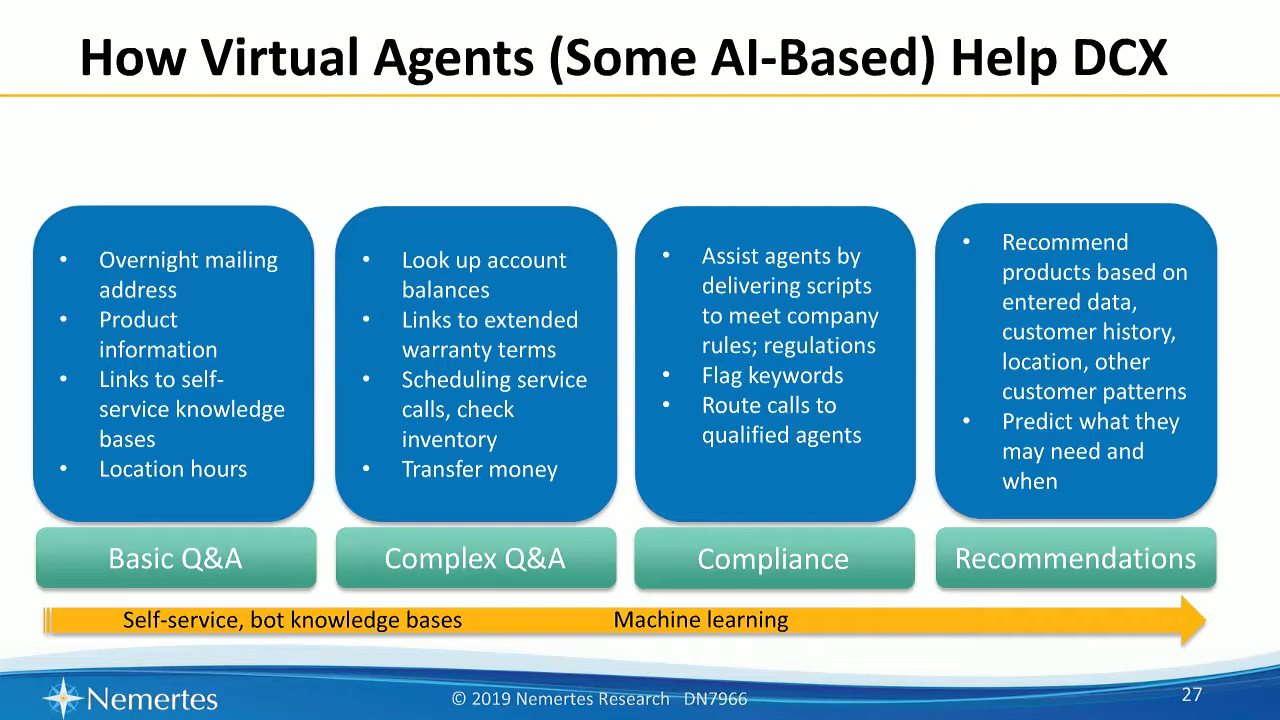 How Virtual Agents (Some AI-Based) Help DCX
• Overnight mailing
address
• Product
information
• Links to self-
service knowledge
bases
• Location hours
Basic Q&A
• Look up account
balances
• Links to extended
warranty terms
• Scheduling service
calls, check
inventory
• Transfer money
Complex Q&A
• Assist agents by
delivering scripts
to meet company
rules; regulations
• Flag keywords
• Route calls to
qualified agents
Compliance
• Recommend
products based on
entered data,
customer history,
location, other
customer patterns
• Predict what they
may need and
when
Recommendations
Self-service, bot knowledge bases
Machine learning
Nemertes
© 2019 Nemertes Research DN7966
27